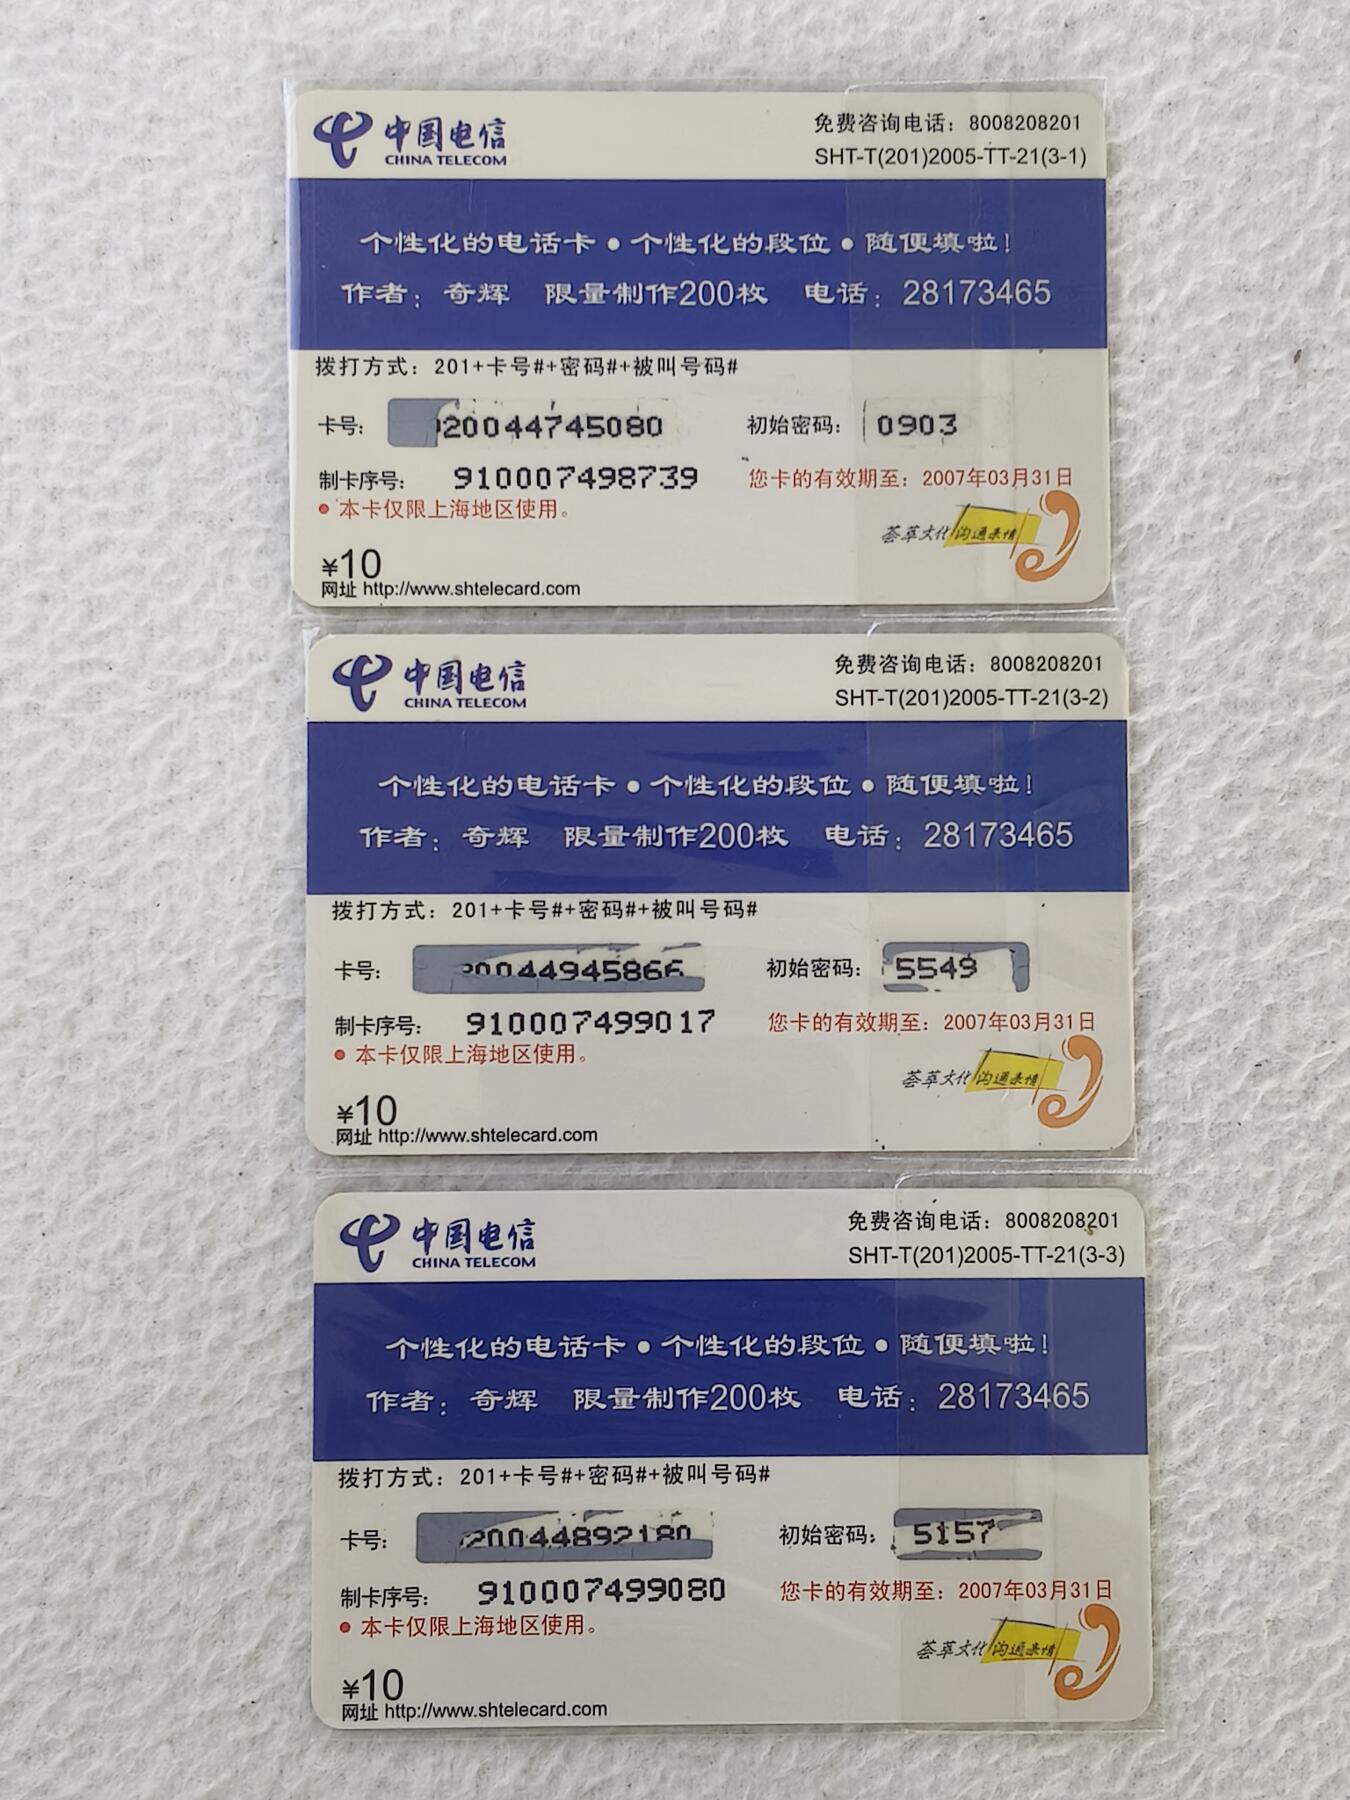 中国电信
CHINA TELECOM
免费咨询电话：8008208201
SHT-T(201)2005-TT-21(3-1)
个性化的电话卡●个性化的段位●随便填啦！
作者：奇辉 限量制作200枚 电话：28173465
拨打方式：201+卡号#+密码#+被叫号码#
卡号： 20044745080 初始密码： 0903
制卡序号： 910007498739 您卡的有效期至：2007年03月31日
● 本卡仅限上海地区使用。
荟萃文化 沟通亲情
¥10
网址 http://www.shtelecard.com
中国电信
CHINA TELECOM
免费咨询电话：8008208201
SHT-T(201)2005-TT-21(3-2)
个性化的电话卡●个性化的段位●随便填啦！
作者：奇辉 限量制作200枚 电话：28173465
拨打方式：201+卡号#+密码#+被叫号码#
卡号： 20044945866 初始密码： 5549
制卡序号： 910007499017 您卡的有效期至：2007年03月31日
● 本卡仅限上海地区使用。
荟萃文化 沟通亲情
¥10
网址 http://www.shtelecard.com
中国电信
CHINA TELECOM
免费咨询电话：8008208201
SHT-T(201)2005-TT-21(3-3)
个性化的电话卡●个性化的段位●随便填啦！
作者：奇辉 限量制作200枚 电话：28173465
拨打方式：201+卡号#+密码#+被叫号码#
卡号： 20044892180 初始密码： 5157
制卡序号： 910007499080 您卡的有效期至：2007年03月31日
● 本卡仅限上海地区使用。
荟萃文化 沟通亲情
¥10
网址 http://www.shtelecard.com